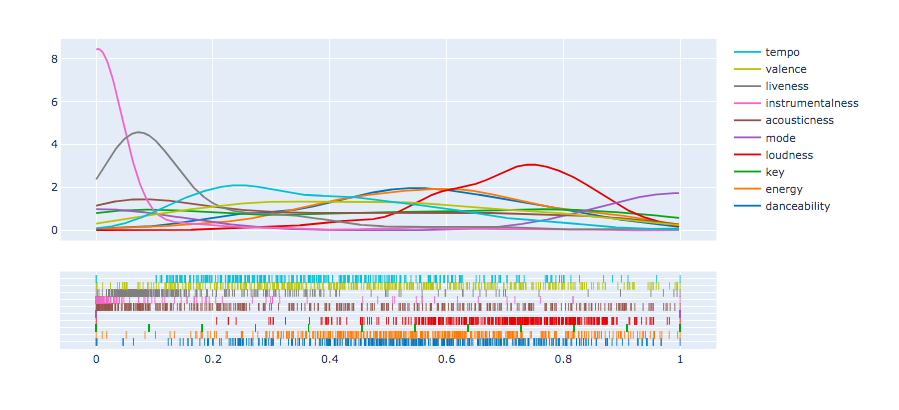 8
6
4
2
0
tempo
valence
liveness
instrumentalness
acousticness
mode
loudness
key
energy
danceability
0
0.2
0.4
0.6
0.8
1